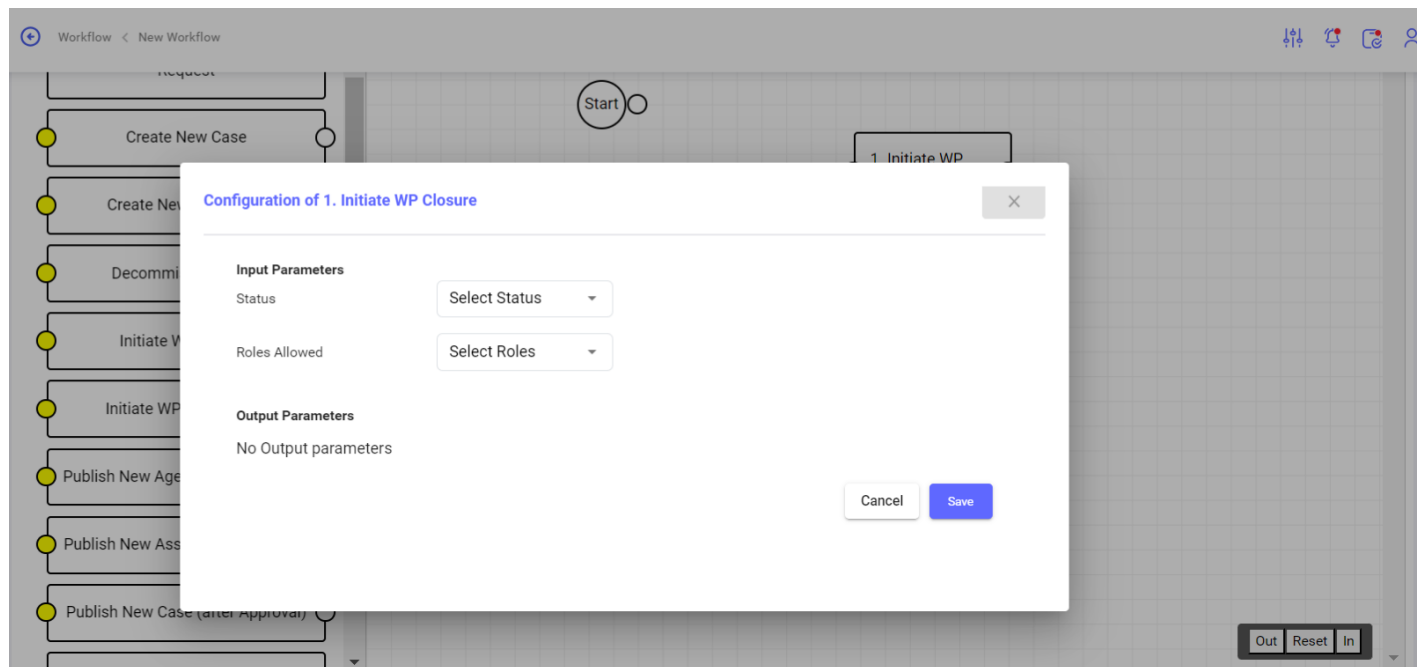 Workflow < New Workflow
Request
Start
Create New Case
1. Initiate WP
Create New
Configuration of 1. Initiate WP Closure
Input Parameters
Decommi
Status
Select Status
Initiate W
Roles Allowed
Select Roles
Initiate WP
Output Parameters
No Output parameters
Publish New Age
Cancel
Save
Publish New Ass
Publish New Case (after Approval)
Out
Reset
In